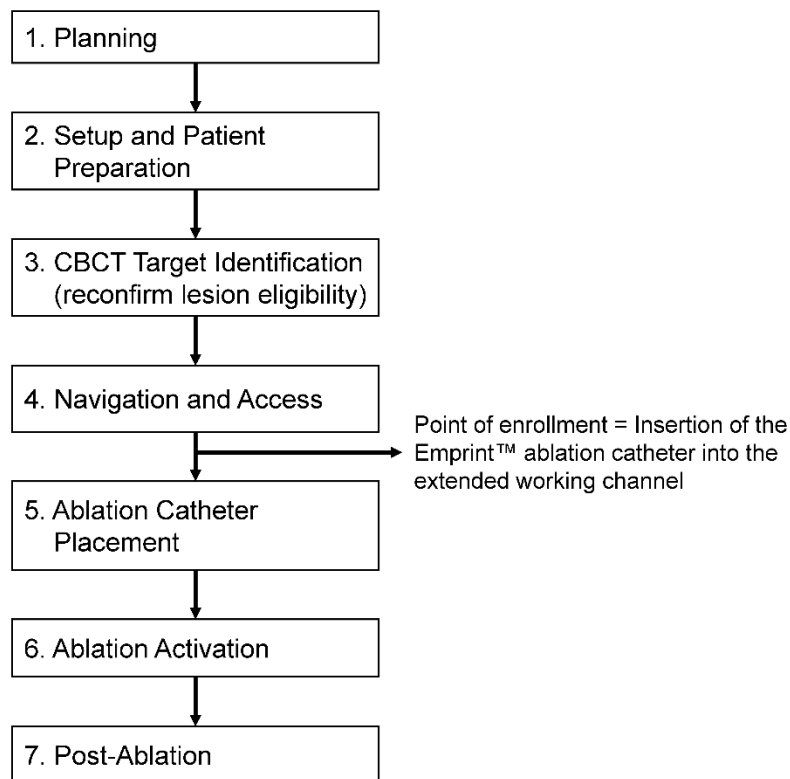 1. Planning
2. Setup and Patient
Preparation
3. CBCT Target Identification
(reconfirm lesion eligibility)
4. Navigation and Access
Point of enrollment = Insertion of the
Emprint™ ablation catheter into the
extended working channel
5. Ablation Catheter
Placement
6. Ablation Activation
7. Post-Ablation